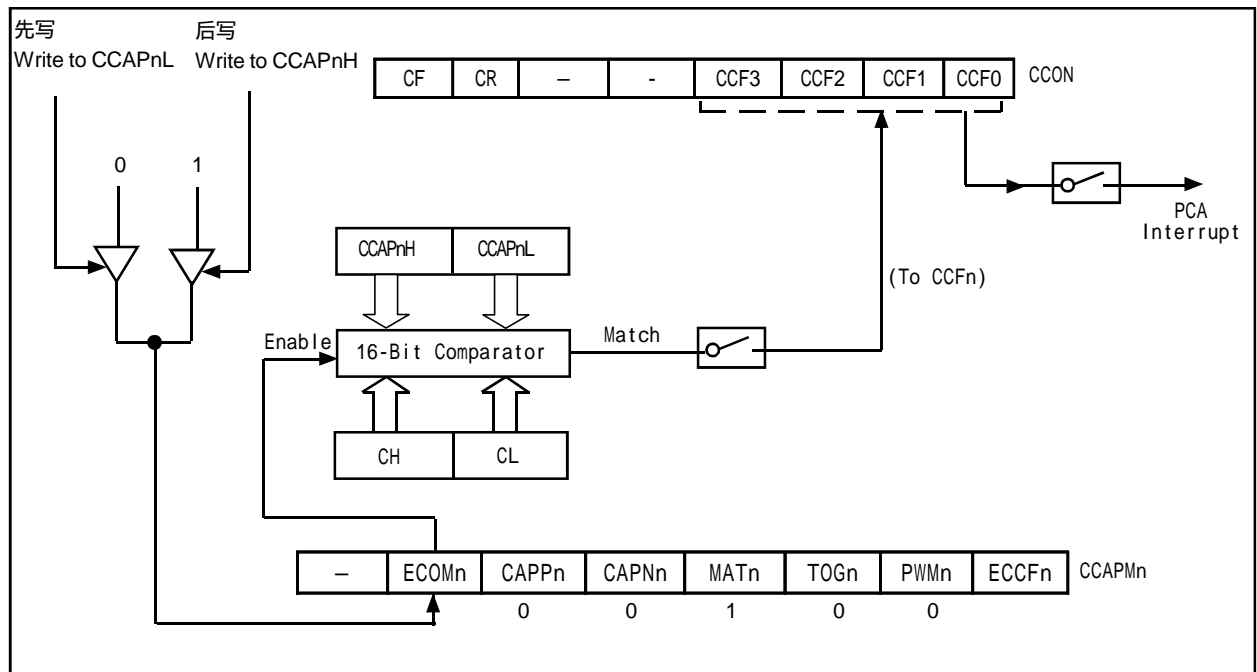 先写 后写
Write to CCAPnL Write to CCAPnH
CF CR – - CCF3 CCF2 CCF1 CCF0 CCON
0 1
PCA
Interrupt
CCAPnH CCAPnL
(To CCFn)
Enable 16-Bit Comparator Match
CH CL
– ECOMn CAPPn CAPNn MATn TOGn PWMn ECCFn CCAPMn
0 0 1 0 0